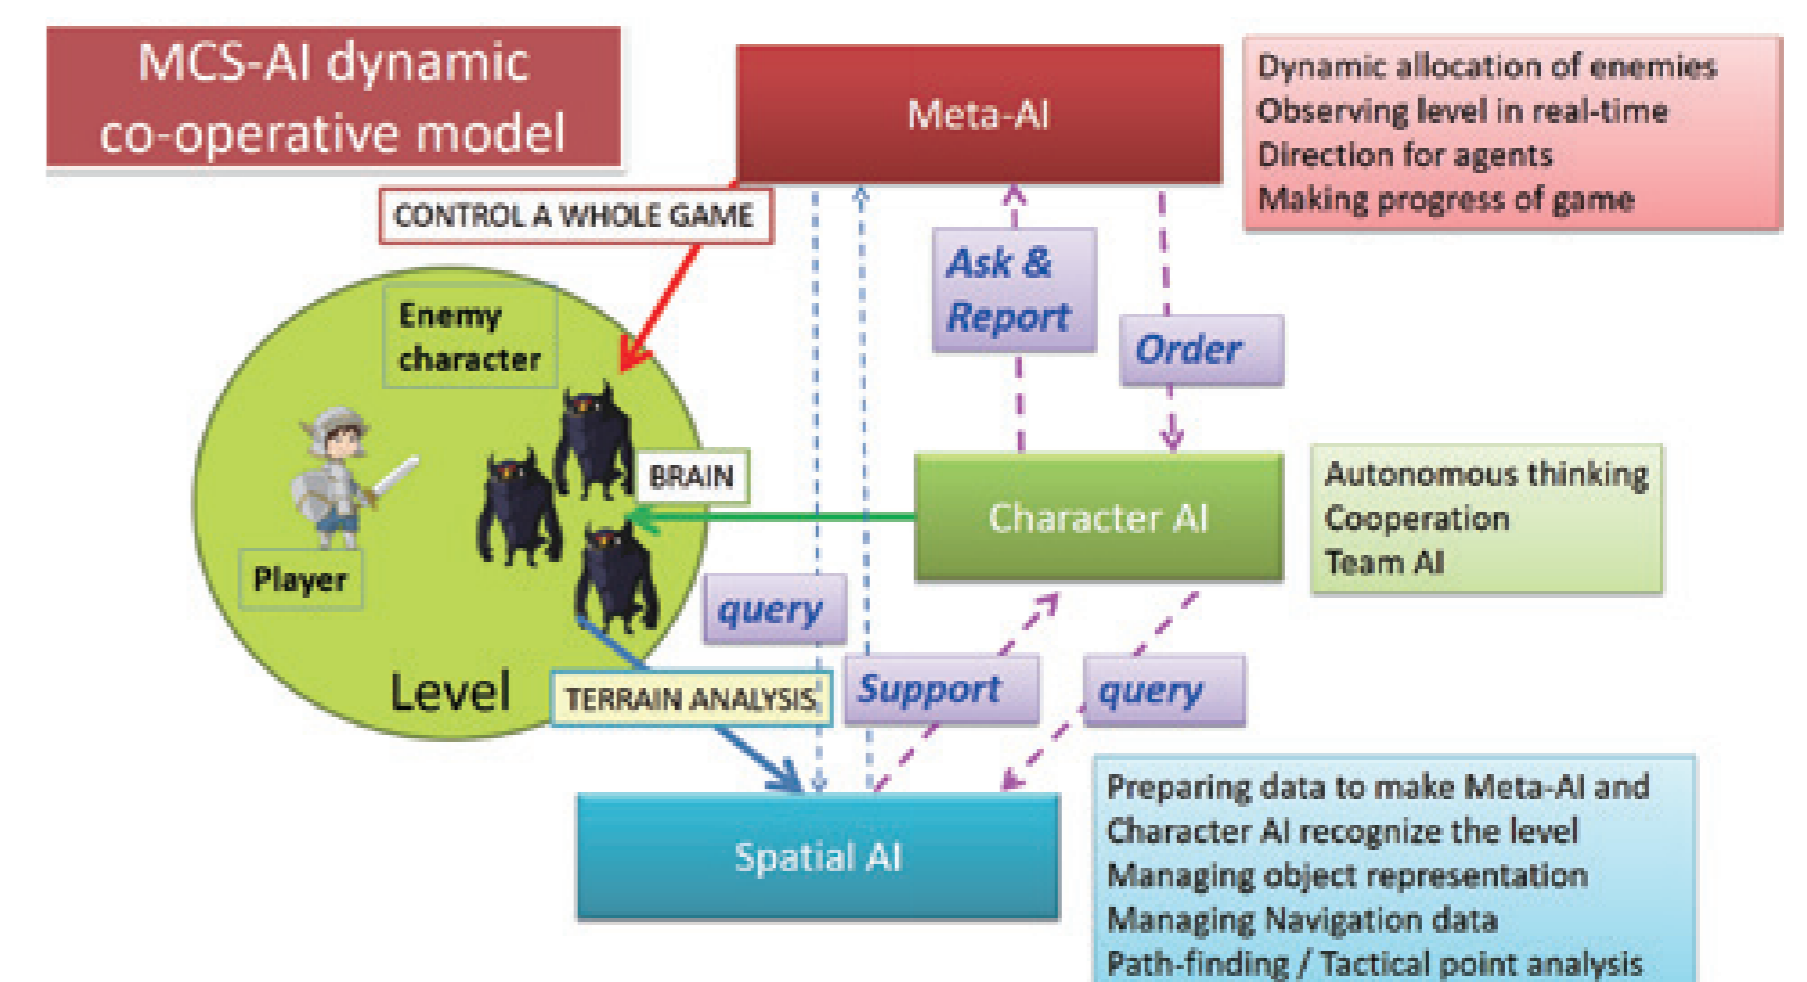 MCS-AI dynamic
co-operative model
Meta-AI
Dynamic allocation of enemies
Observing level in real-time
Direction for agents
Making progress of game
CONTROL A WHOLE GAME
Ask &
Report
Order
Enemy
character
BRAIN
Character AI
Autonomous thinking
Cooperation
Team AI
Player
query
Level
TERRAIN ANALYSIS
Support
query
Spatial AI
Preparing data to make Meta-AI and
Character AI recognize the level
Managing object representation
Managing Navigation data
Path-finding / Tactical point analysis